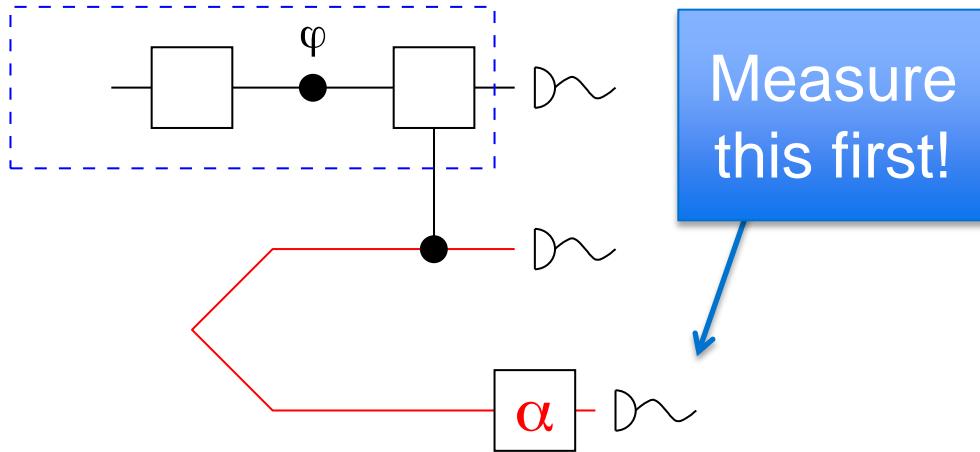 φ
Measure
this first!
α